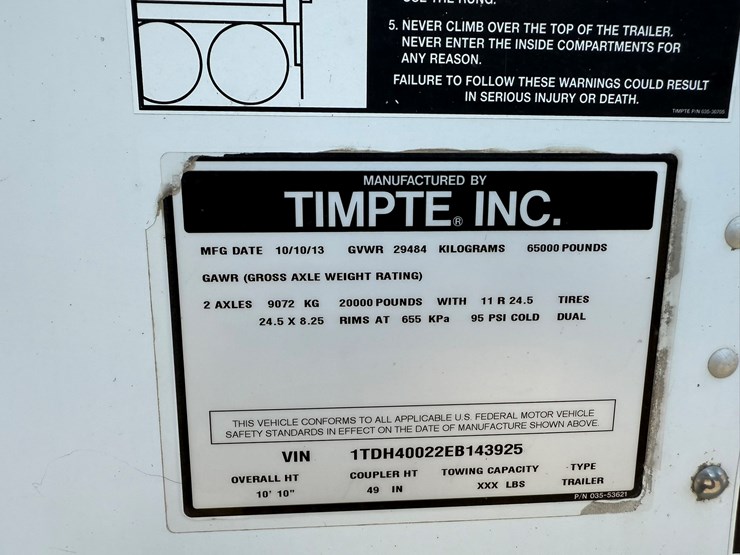 5. NEVER CLIMB OVER THE TOP OF THE TRAILER.
NEVER ENTER THE INSIDE COMPARTMENTS FOR
ANY REASON.
FAILURE TO FOLLOW THESE WARNINGS COULD RESULT
IN SERIOUS INJURY OR DEATH.
MANUFACTURED BY
TIMPTE® INC.
MFG DATE 10/10/13 GVWR 29484 KILOGRAMS 65000 POUNDS
GAWR (GROSS AXLE WEIGHT RATING)
2 AXLES 9072 KG 20000 POUNDS WITH 11 R 24.5 TIRES
24.5 X 8.25 RIMS AT 655 KPa 95 PSI COLD DUAL
THIS VEHICLE CONFORMS TO ALL APPLICABLE U.S. FEDERAL MOTOR VEHICLE
SAFETY STANDARDS IN EFFECT ON THE DATE OF MANUFACTURE SHOWN ABOVE.
VIN 1TDH40022EB143925
OVERALL HT COUPLER HT TOWING CAPACITY TYPE
10' 10" 49 IN XXX LBS TRAILER
P/N 035-53621